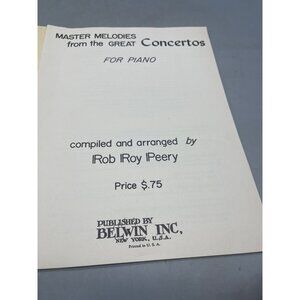 MASTER MELODIES
from the GREAT Concertos
FOR PIANO
compiled and arranged by
Rob Roy Peery
Price $.75
PUBLISHED BY
BELWIN INC,
NEW YORK, U.S.A.
Printed in U. S. A.